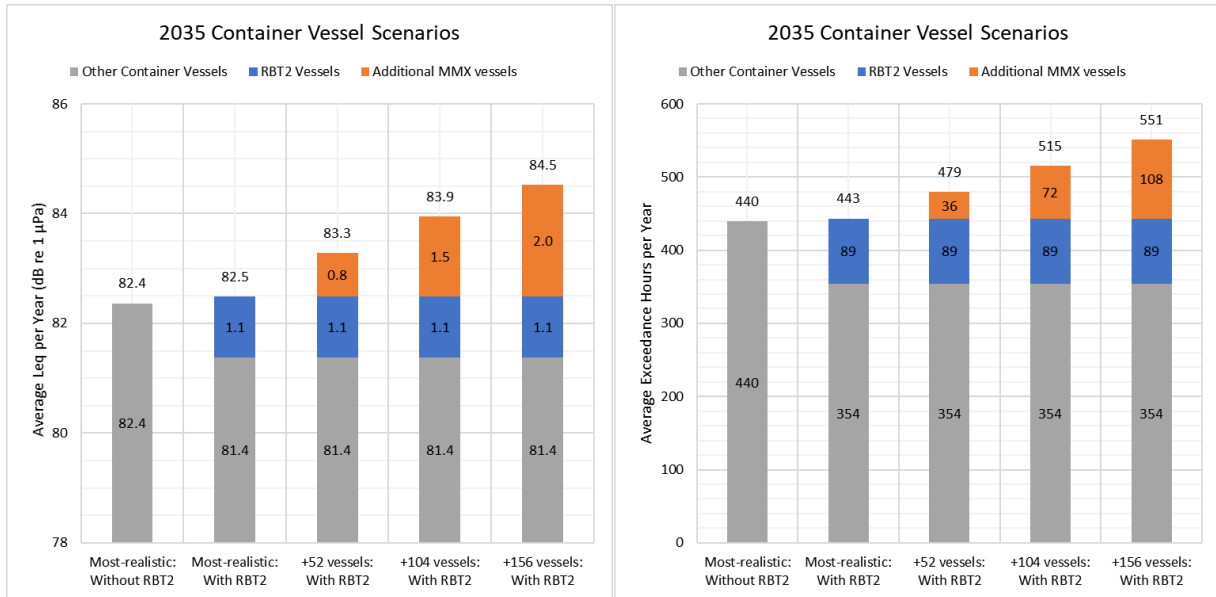 2035 Container Vessel Scenarios
Other Container Vessels RBT2 Vessels Additional MMX vessels
Average Leq per Year (dB re 1 µPa)
86
84
82
80
78
82.4
82.4
82.5
1.1
81.4
83.3
0.8
1.1
81.4
83.9
1.5
1.1
81.4
84.5
2.0
1.1
81.4
Most-realistic:
Without RBT2
Most-realistic:
With RBT2
+52 vessels:
With RBT2
+104 vessels:
With RBT2
+156 vessels:
With RBT2
2035 Container Vessel Scenarios
Other Container Vessels RBT2 Vessels Additional MMX vessels
Average Exceedance Hours per Year
600
500
400
300
200
100
0
440
440
443
89
354
479
36
89
354
515
72
89
354
551
108
89
354
Most-realistic:
Without RBT2
Most-realistic:
With RBT2
+52 vessels:
With RBT2
+104 vessels:
With RBT2
+156 vessels:
With RBT2